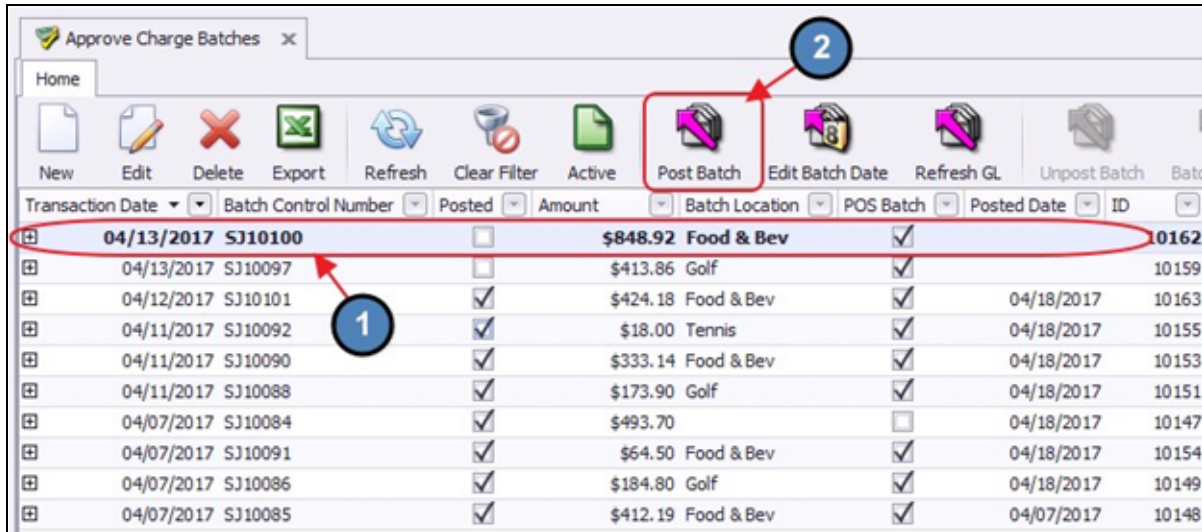 Approve Charge Batches
2
Home
8
New Edit Delete Export Refresh Clear Filter Active Post Batch Edit Batch Date Refresh GL Unpost Batch
Transaction Date Batch Control Number Posted Amount Batch Location POS Batch Posted Date ID
04/13/2017 SJ10100 $848.92 Food & Bev 10162
04/13/2017 SJ10097 $413.86 Golf 10159
04/12/2017 SJ10101 $424.18 Food & Bev 04/18/2017 10163
1
04/11/2017 SJ10092 $18.00 Tennis 04/18/2017 10155
04/11/2017 SJ10090 $333.14 Food & Bev 04/18/2017 10153
04/11/2017 SJ10088 $173.90 Golf 04/18/2017 10151
04/07/2017 SJ10084 $493.70 04/18/2017 10147
04/07/2017 SJ10091 $64.50 Food & Bev 04/18/2017 10154
04/07/2017 SJ10086 $184.80 Golf 04/18/2017 10149
04/07/2017 SJ10085 $412.19 Food & Bev 04/07/2017 10148